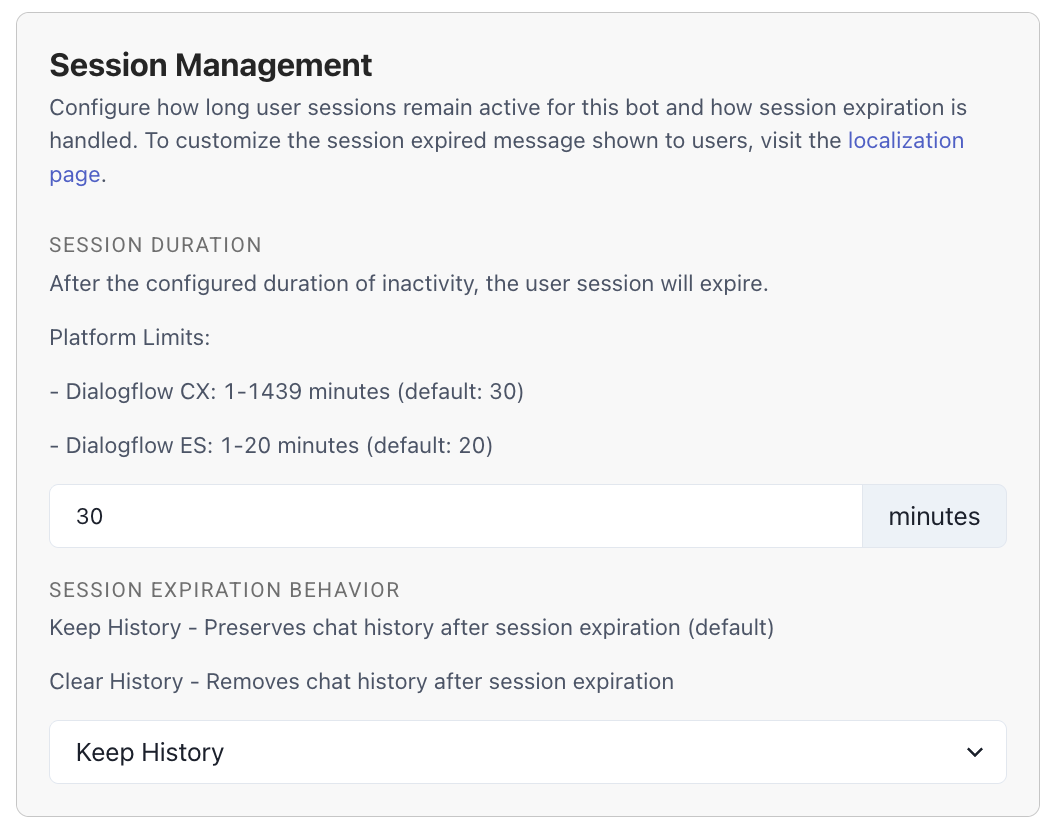 Session Management
Configure how long user sessions remain active for this bot and how session expiration is
handled. To customize the session expired message shown to users, visit the localization
page.
SESSION DURATION
After the configured duration of inactivity, the user session will expire.
Platform Limits:
- Dialogflow CX: 1-1439 minutes (default: 30)
- Dialogflow ES: 1-20 minutes (default: 20)
30 minutes
SESSION EXPIRATION BEHAVIOR
Keep History - Preserves chat history after session expiration (default)
Clear History - Removes chat history after session expiration
Keep History